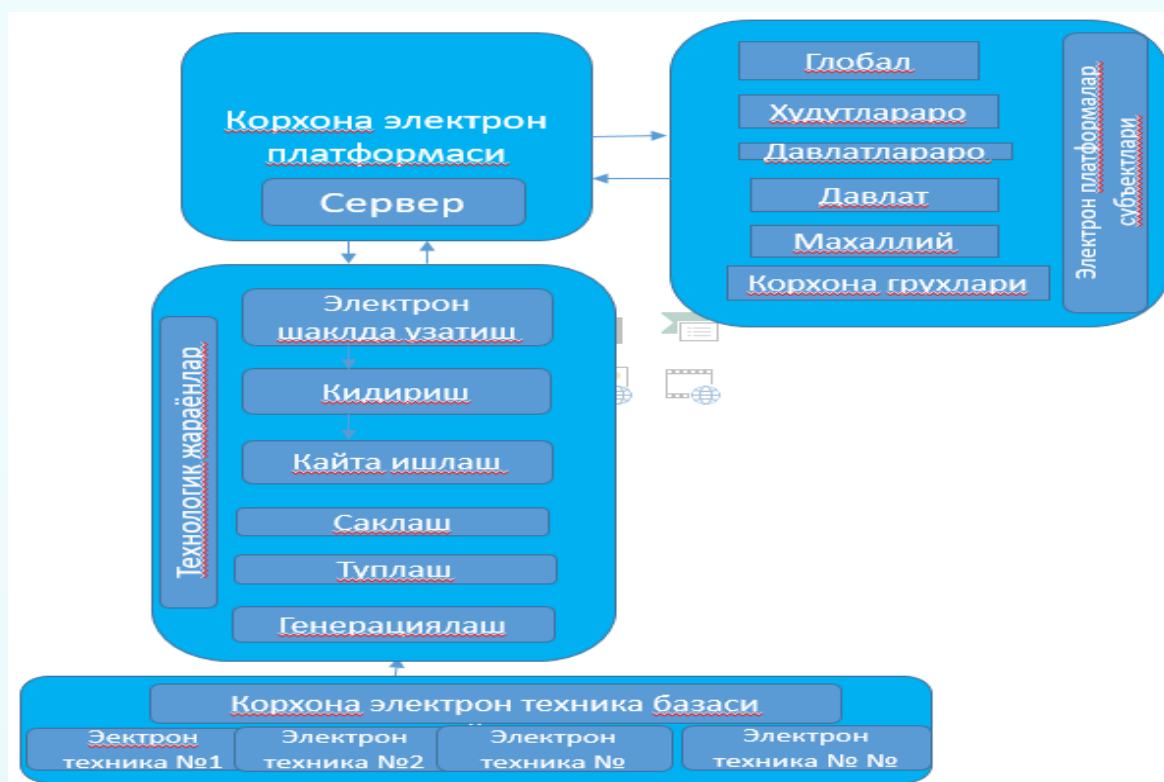 Корхона электрон
платформаси
Сервер
Глобал
Худутлараро
Давлатлараро
Давлат
Махаллий
Корхона грухлари
Электрон платформалар
субъектлари
Технологик жараёнлар
Электрон
шаклда узатиш
Кидириш
Кайта ишлаш
Саклаш
Туплаш
Генерациялаш
Корхона электрон техника базаси
Эектрон
техника №1
Электрон
техника №2
Электрон
техника №
Электрон
техника № №